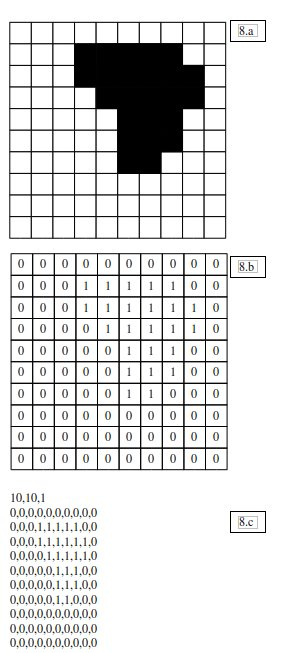 8.a
8.b
0 0 0 0 0 0 0 0 0 0
0 0 0 1 1 1 1 1 0 0
0 0 0 1 1 1 1 1 1 0
0 0 0 0 1 1 1 1 1 0
0 0 0 0 0 1 1 1 0 0
0 0 0 0 0 1 1 1 0 0
0 0 0 0 0 1 1 0 0 0
0 0 0 0 0 0 0 0 0 0
0 0 0 0 0 0 0 0 0 0
0 0 0 0 0 0 0 0 0 0
10,10,1
0,0,0,0,0,0,0,0,0,0
0,0,0,1,1,1,1,1,0,0
0,0,0,1,1,1,1,1,1,0
0,0,0,0,1,1,1,1,1,0
0,0,0,0,0,1,1,1,0,0
0,0,0,0,0,1,1,1,0,0
0,0,0,0,0,1,1,0,0,0
0,0,0,0,0,0,0,0,0,0
0,0,0,0,0,0,0,0,0,0
0,0,0,0,0,0,0,0,0,0
8.c